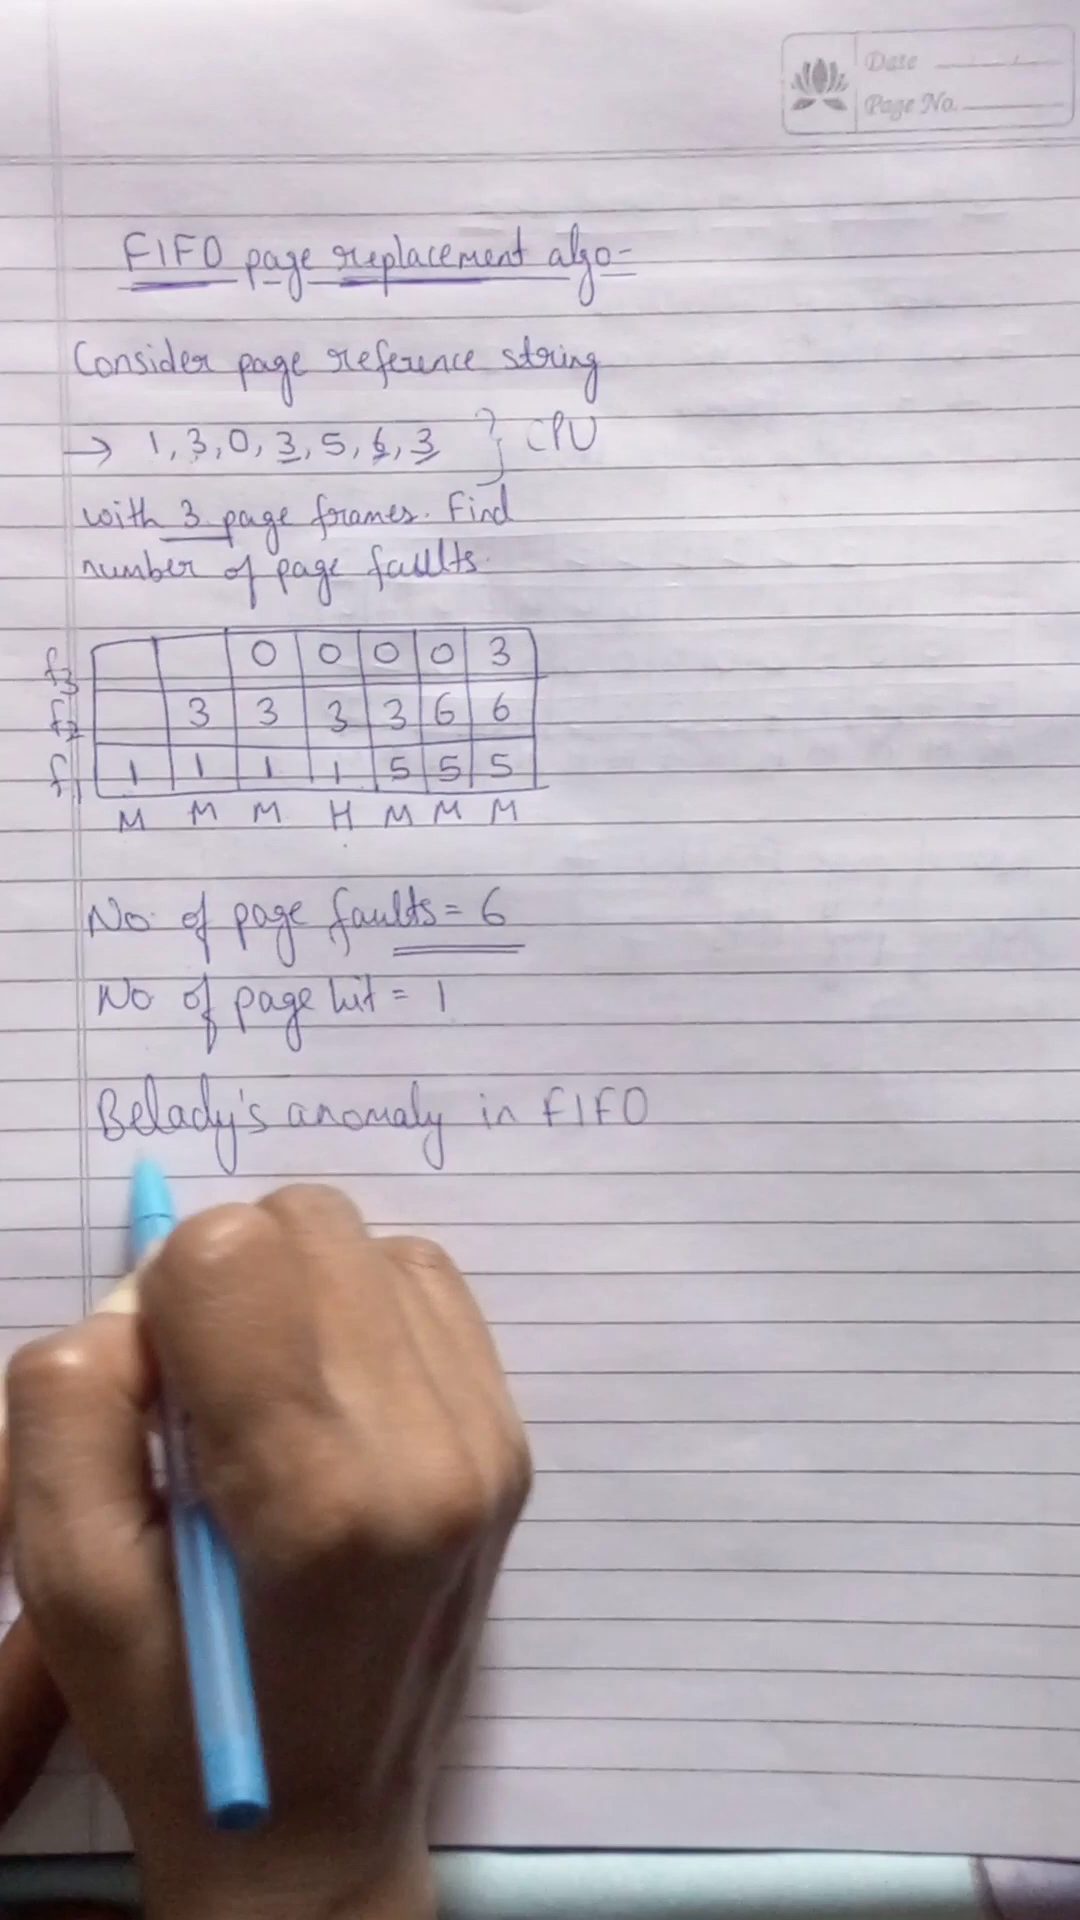 Date
Page No.
FIFO page replacement algo-
Consider page reference string
→ 1, 3, 0, 3, 5, 6, 3 } CPU
with 3 page frames. Find
number of page faults.
f3 0 0 0 0 3
f2 3 3 3 3 6 6
f1 1 1 1 1 5 5 5
M M M H M M M
No. of page faults = 6
No of page hit = 1
Belady's anomaly in FIFO